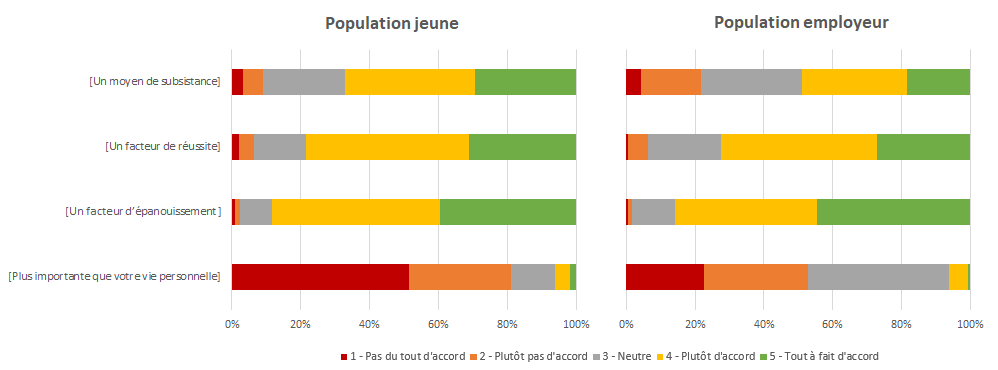 Population jeune
Population employeur
[Un moyen de subsistance]
[Un facteur de réussite]
[Un facteur d'épanouissement]
[Plus importante que votre vie personnelle]
0% 20% 40% 60% 80% 100%
0% 20% 40% 60% 80% 100%
1 - Pas du tout d'accord 2 - Plutôt pas d'accord 3 - Neutre 4 - Plutôt d'accord 5 - Tout à fait d'accord